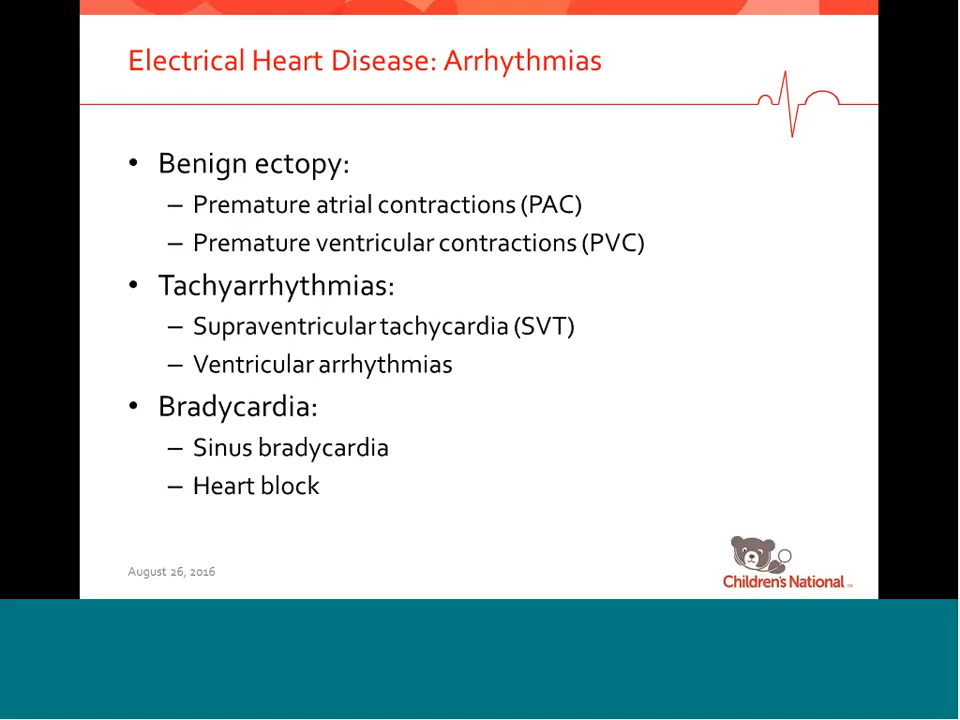 Electrical Heart Disease: Arrhythmias
• Benign ectopy:
– Premature atrial contractions (PAC)
– Premature ventricular contractions (PVC)
• Tachyarrhythmias:
– Supraventricular tachycardia (SVT)
– Ventricular arrhythmias
• Bradycardia:
– Sinus bradycardia
– Heart block
August 26, 2016
Children's National